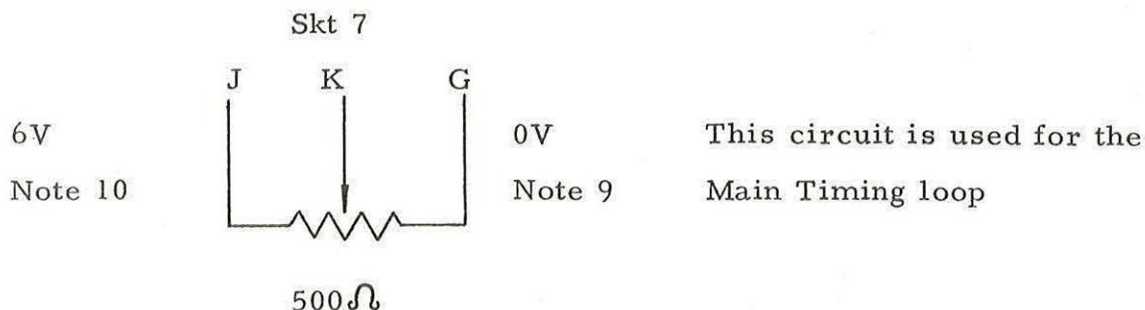 Skt 7
J K G
6V 0V This circuit is used for the
Note 10 Note 9 Main Timing loop
500Ω